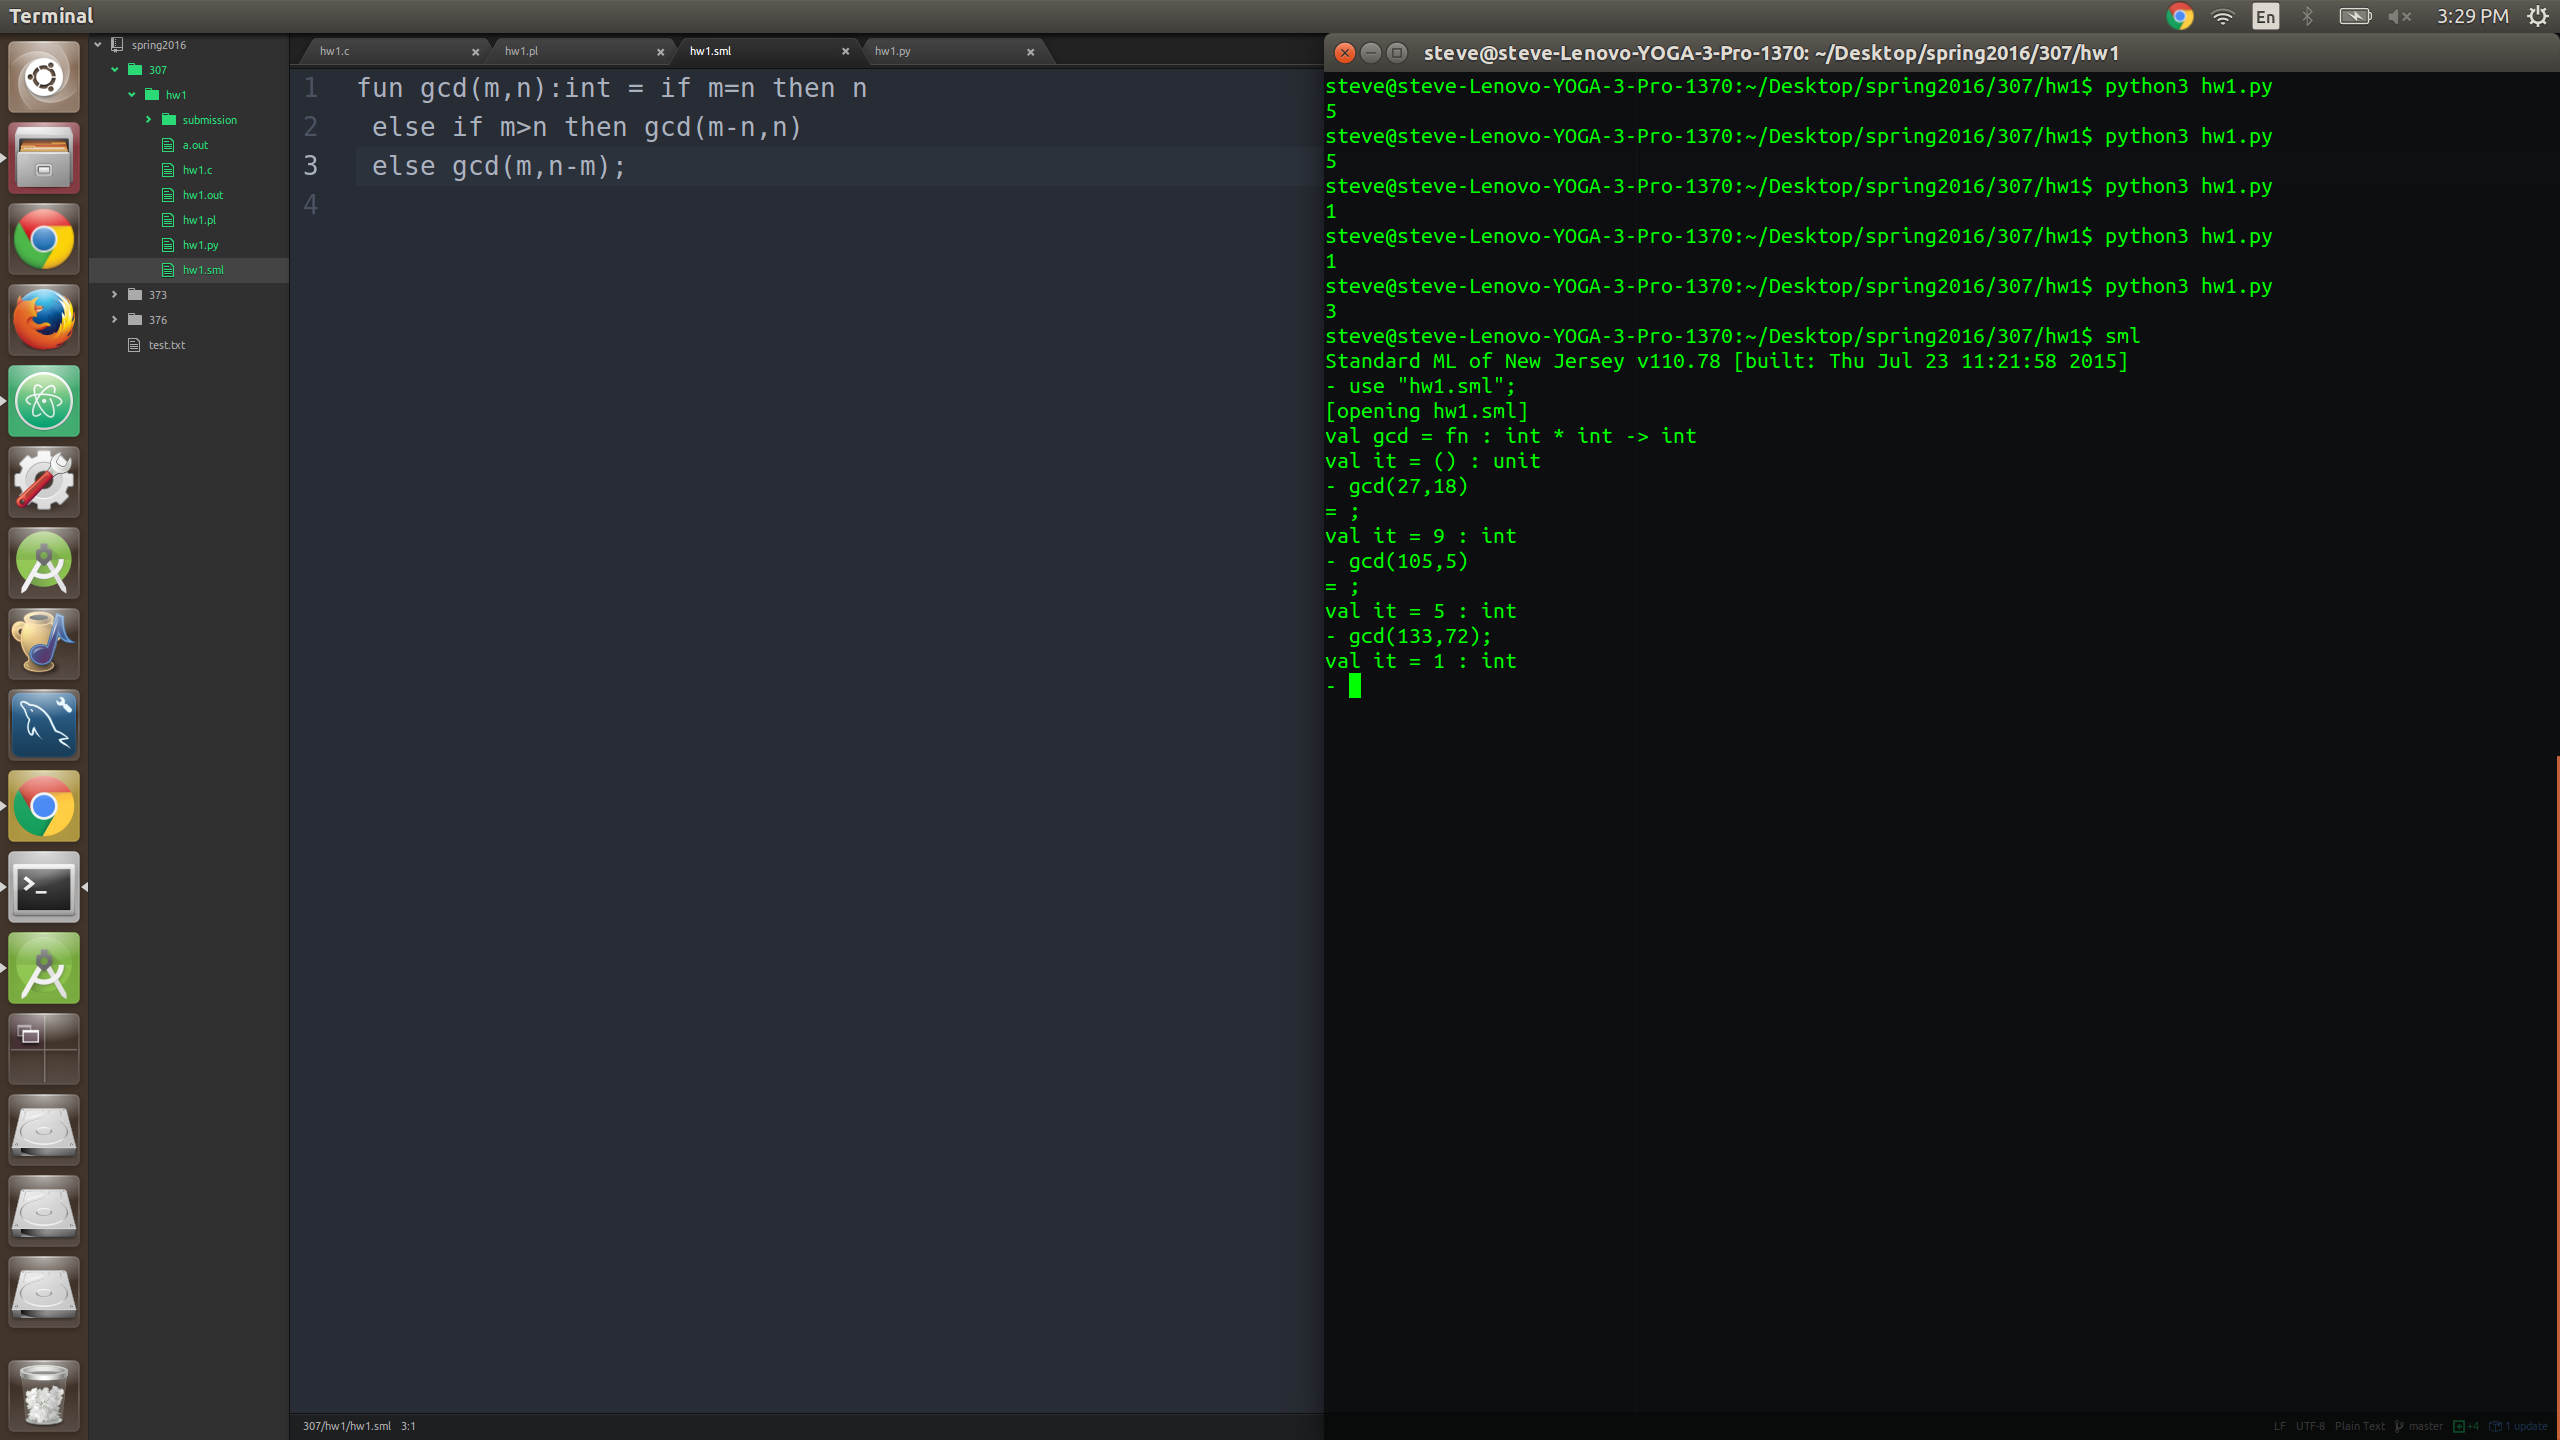 Terminal
En
3:29 PM
spring2016
307
hw1
submission
a.out
hw1.c
hw1.out
hw1.pl
hw1.py
hw1.sml
373
376
test.txt
hw1.c
hw1.pl
hw1.sml
hw1.py
1 fun gcd(m,n):int = if m=n then n
2 else if m>n then gcd(m-n,n)
3 else gcd(m,n-m);
4
307/hw1/hw1.sml 3:1
steve@steve-Lenovo-YOGA-3-Pro-1370: ~/Desktop/spring2016/307/hw1
steve@steve-Lenovo-YOGA-3-Pro-1370:~/Desktop/spring2016/307/hw1$ python3 hw1.py
5
steve@steve-Lenovo-YOGA-3-Pro-1370:~/Desktop/spring2016/307/hw1$ python3 hw1.py
5
steve@steve-Lenovo-YOGA-3-Pro-1370:~/Desktop/spring2016/307/hw1$ python3 hw1.py
1
steve@steve-Lenovo-YOGA-3-Pro-1370:~/Desktop/spring2016/307/hw1$ python3 hw1.py
1
steve@steve-Lenovo-YOGA-3-Pro-1370:~/Desktop/spring2016/307/hw1$ python3 hw1.py
3
steve@steve-Lenovo-YOGA-3-Pro-1370:~/Desktop/spring2016/307/hw1$ sml
Standard ML of New Jersey v110.78 [built: Thu Jul 23 11:21:58 2015]
- use "hw1.sml";
[opening hw1.sml]
val gcd = fn : int * int -> int
val it = () : unit
- gcd(27,18)
= ;
val it = 9 : int
- gcd(105,5)
= ;
val it = 5 : int
- gcd(133,72);
val it = 1 : int
-
LF UTF-8 Plain Text master +4 1 update